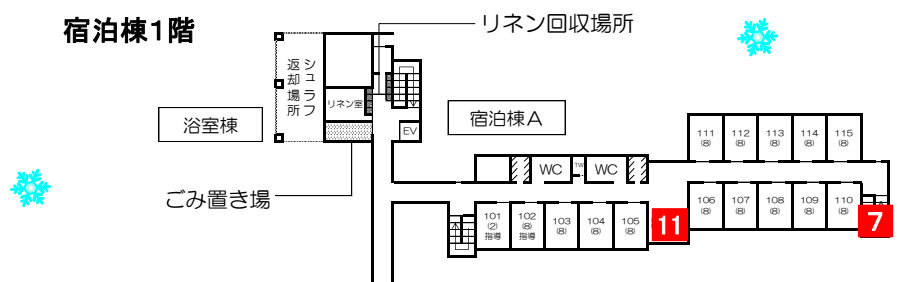 宿泊棟1階
リネン回収場所
シュラフ
返却場所
リネン室
浴室棟
EV
宿泊棟A
ごみ置き場
WC
TW
WC
111
(8)
112
(8)
113
(8)
114
(8)
115
(8)
101
(2)
指導
102
(8)
指導
103
(8)
104
(8)
105
(8)
11
106
(8)
107
(8)
108
(8)
109
(8)
110
(8)
7